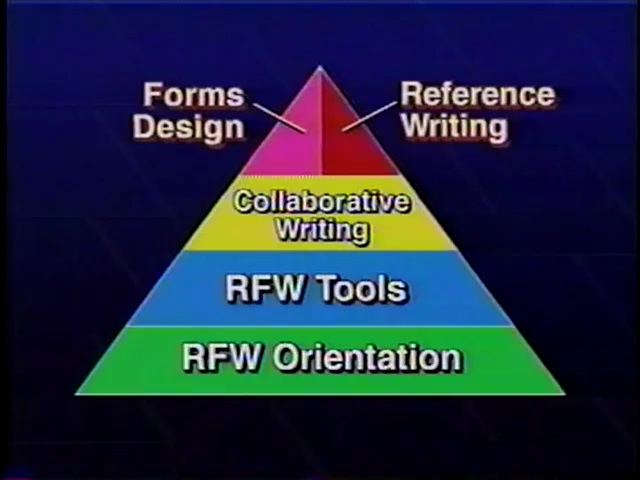 Forms
Design
Reference
Writing
Collaborative
Writing
RFW Tools
RFW Orientation